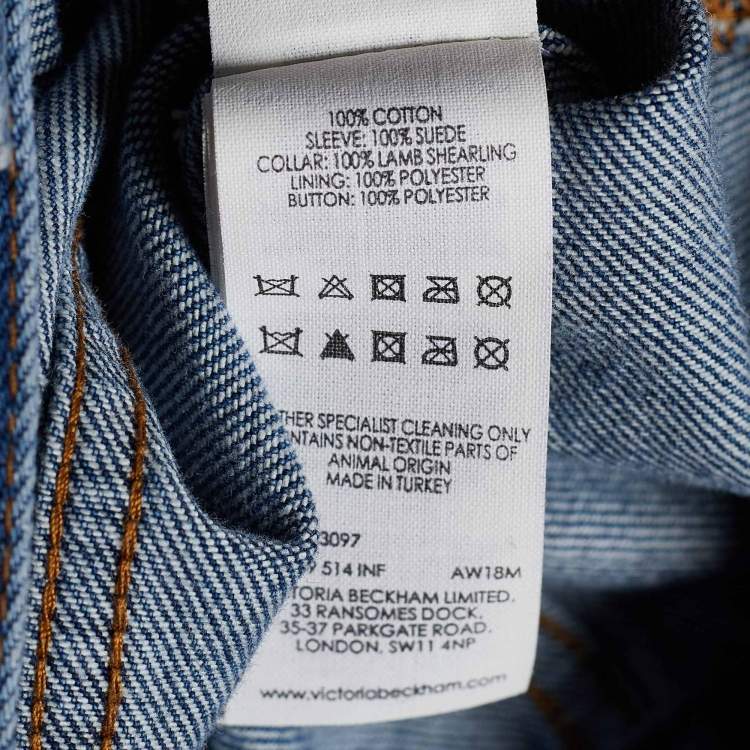 100% COTTON
SLEEVE: 100% SUEDE
COLLAR: 100% LAMB SHEARLING
LINING: 100% POLYESTER
BUTTON: 100% POLYESTER
SPECIALIST CLEANING ONLY
NON-TEXTILE PARTS OF
ANIMAL ORIGIN
MADE IN TURKEY
3097
514 INF AW18M
BECKHAM LIMITED.
33 RANSOMES DOCK.
35-37 PARKGATE ROAD.
LONDON, SW11 4NP
www.victoriabeckham.com